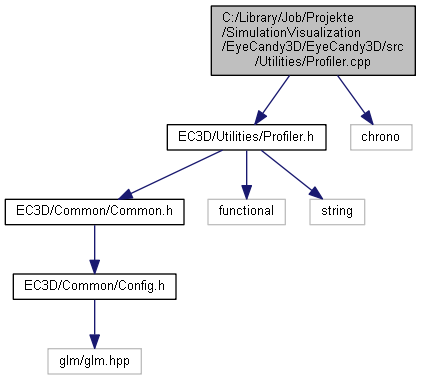 C:/Library/Job/Projekte
/SimulationVisualization
/EyeCandy3D/EyeCandy3D/src
/Utilities/Profiler.cpp
EC3D/Utilities/Profiler.h
chrono
EC3D/Common/Common.h
functional
string
EC3D/Common/Config.h
glm/glm.hpp